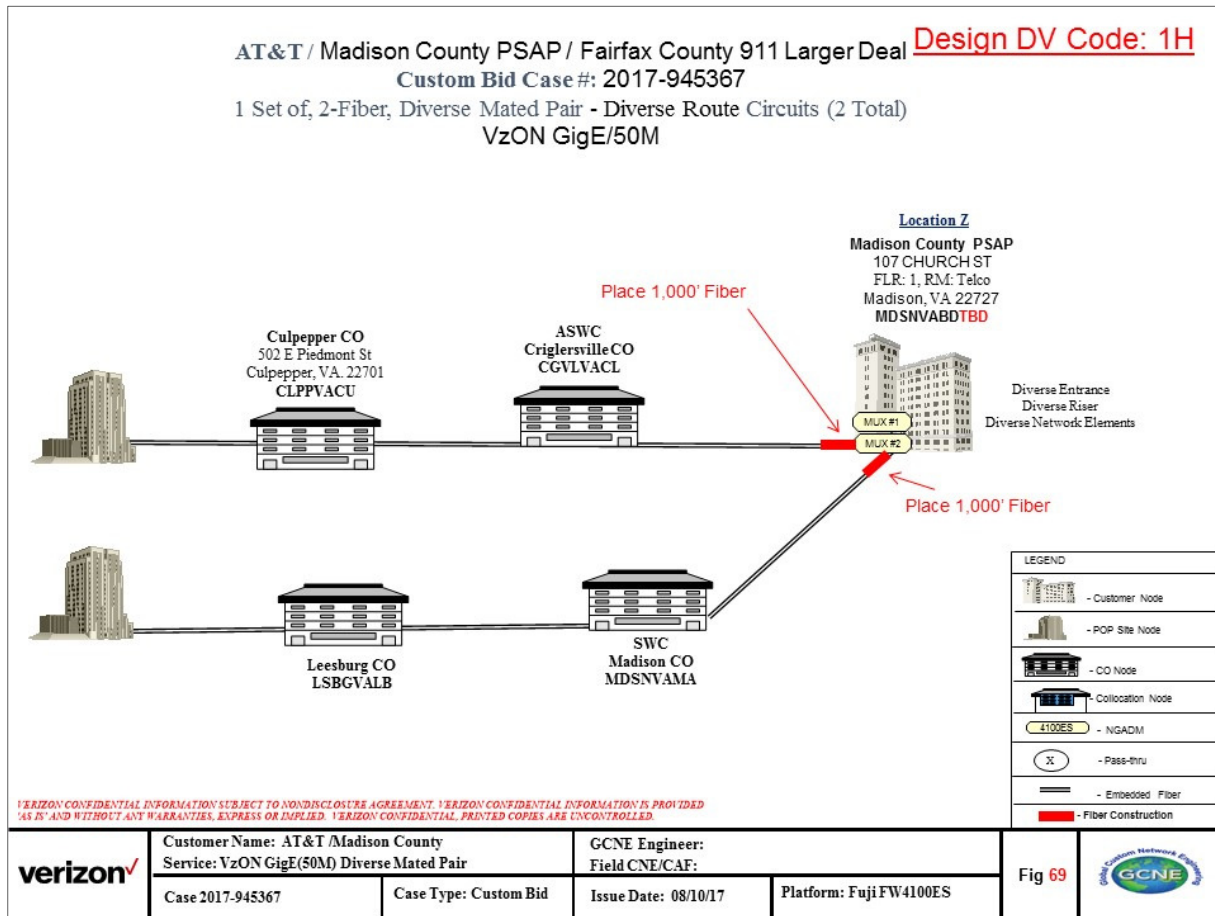 Design DV Code: 1H
AT&T / Madison County PSAP / Fairfax County 911 Larger Deal
Custom Bid Case #: 2017-945367
1 Set of, 2-Fiber, Diverse Mated Pair - Diverse Route Circuits (2 Total)
VzON GigE/50M
Location Z
Madison County PSAP
107 CHURCH ST
FLR: 1, RM: Telco
Madison, VA 22727
MDSNVABDTBD
Place 1,000' Fiber
Culpepper CO
502 E Piedmont St
Culpepper, VA. 22701
CLPPVACU
ASWC
Criglersville CO
CGVLVACL
MUX #1
MUX #2
Diverse Entrance
Diverse Riser
Diverse Network Elements
Place 1,000' Fiber
Leesburg CO
LSBGVALB
SWC
Madison CO
MDSNVAMA
LEGEND
- Customer Node
- POP Site Node
- CO Node
- Collocation Node
4100ES - NGADM
X - Pass-thru
- Embedded Fiber
- Fiber Construction
VERIZON CONFIDENTIAL INFORMATION SUBJECT TO NONDISCLOSURE AGREEMENT. VERIZON CONFIDENTIAL INFORMATION IS PROVIDED
'AS IS' AND WITHOUT ANY WARRANTIES, EXPRESS OR IMPLIED. VERIZON CONFIDENTIAL, PRINTED COPIES ARE UNCONTROLLED.
verizon
Customer Name: AT&T /Madison County
Service: VzON GigE(50M) Diverse Mated Pair
GCNE Engineer:
Field CNE/CAF:
Case 2017-945367
Case Type: Custom Bid
Issue Date: 08/10/17
Platform: Fuji FW4100ES
Fig 69
Global Custom Network Engineering
GCNE